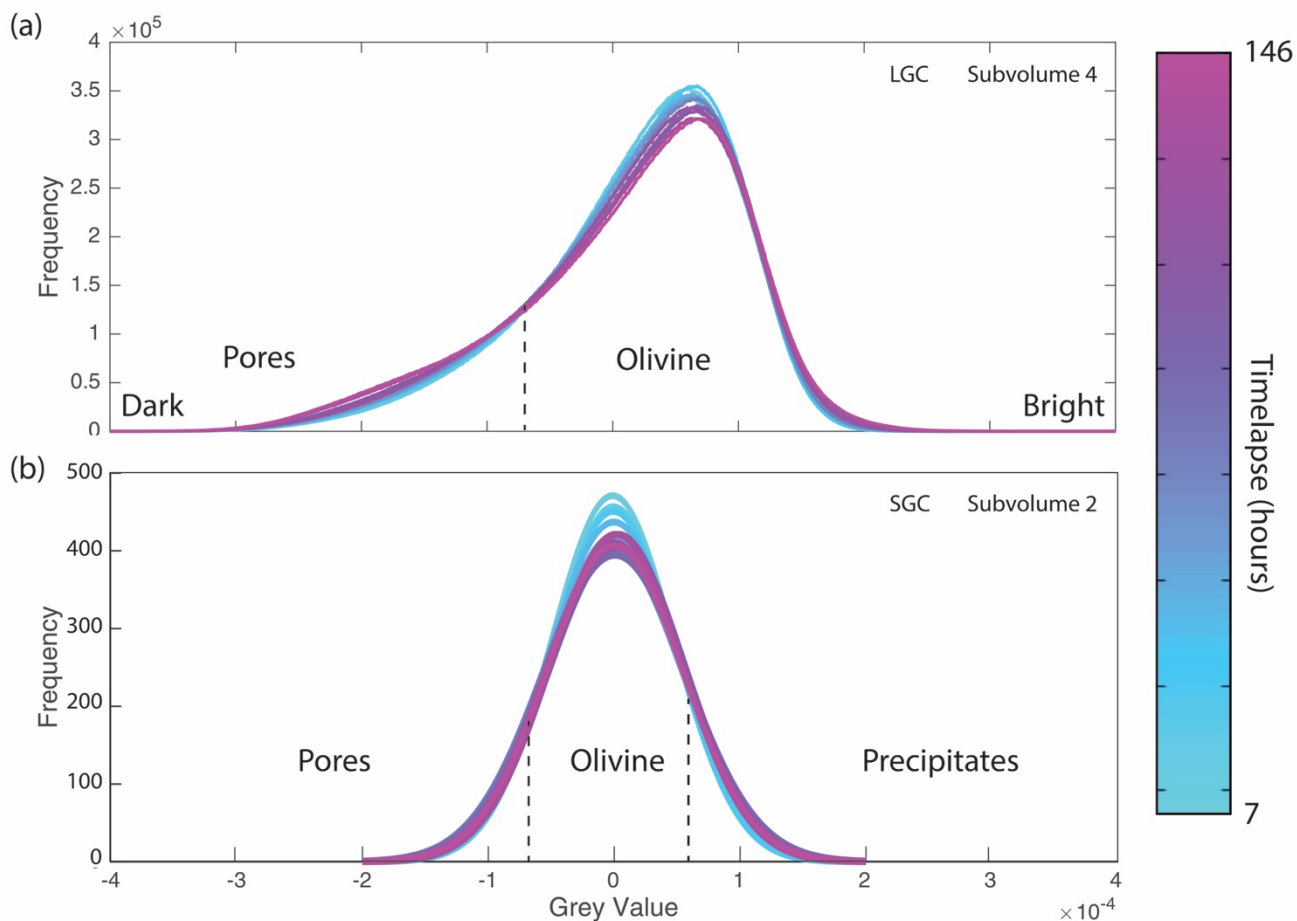 (a)
×10⁵
4
3.5
3
2.5
2
1.5
1
0.5
0
Frequency
LGC Subvolume 4
Pores
Olivine
Dark
Bright
(b)
500
400
300
200
100
0
Frequency
SGC Subvolume 2
Pores
Olivine
Precipitates
-4 -3 -2 -1 0 1 2 3 4
Grey Value
×10⁻⁴
146
Timelapse (hours)
7